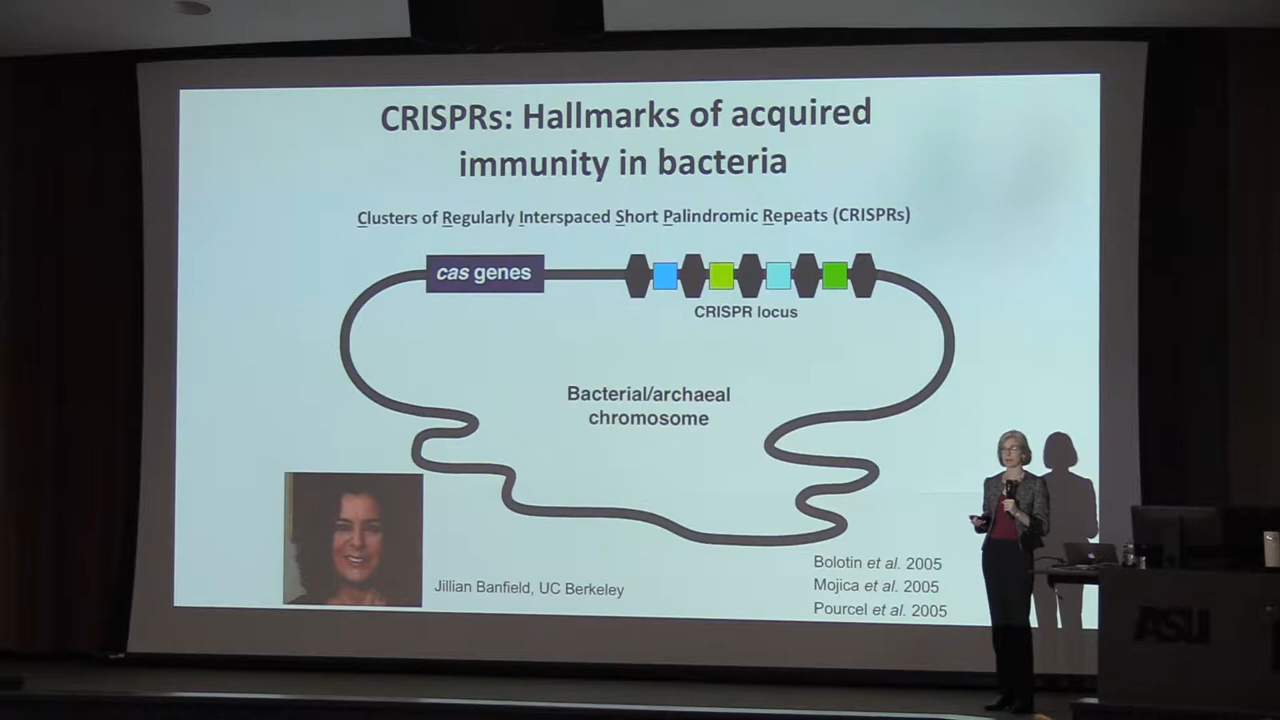 CRISPRs: Hallmarks of acquired
immunity in bacteria
Clusters of Regularly Interspaced Short Palindromic Repeats (CRISPRs)
cas genes
CRISPR locus
Bacterial/archaeal
chromosome
Jillian Banfield, UC Berkeley
Bolotin et al. 2005
Mojica et al. 2005
Pourcel et al. 2005
ASU